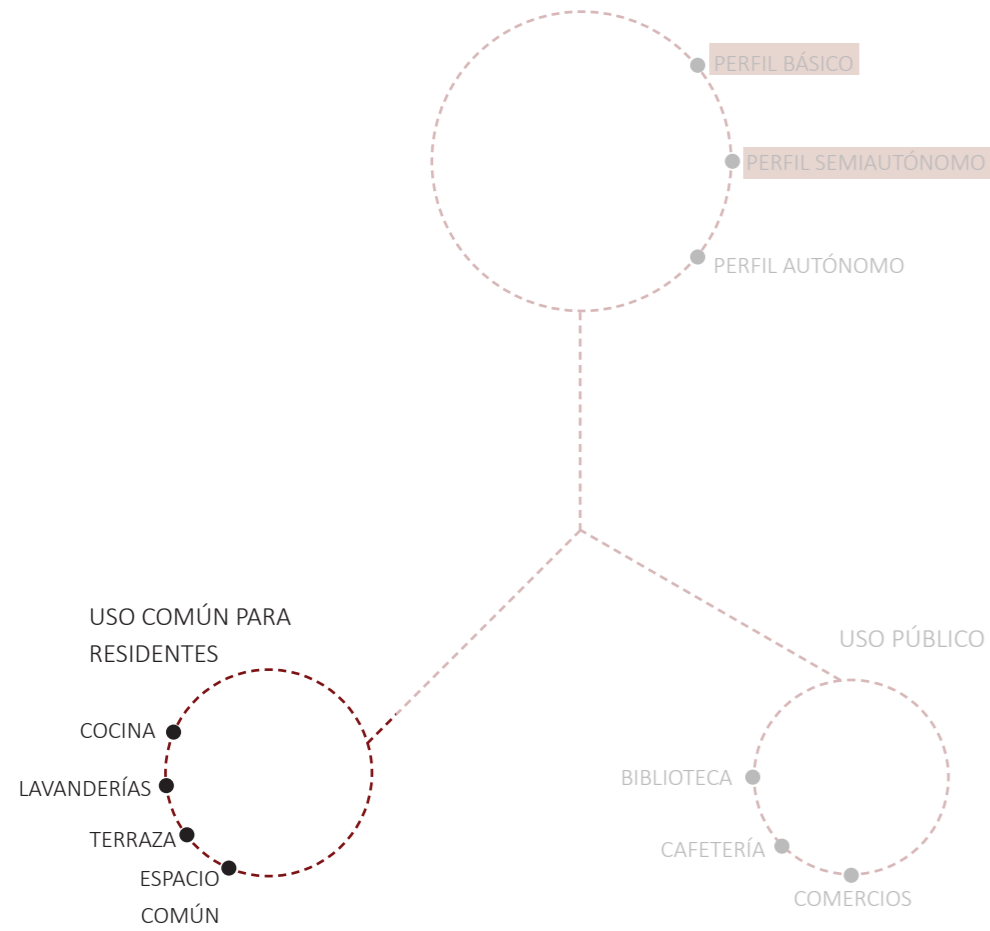 PERFIL BÁSICO
PERFIL SEMIAUTÓNOMO
PERFIL AUTÓNOMO
USO COMÚN PARA
RESIDENTES
COCINA
LAVANDERÍAS
TERRAZA
ESPACIO
COMÚN
USO PÚBLICO
BIBLIOTECA
CAFETERÍA
COMERCIOS